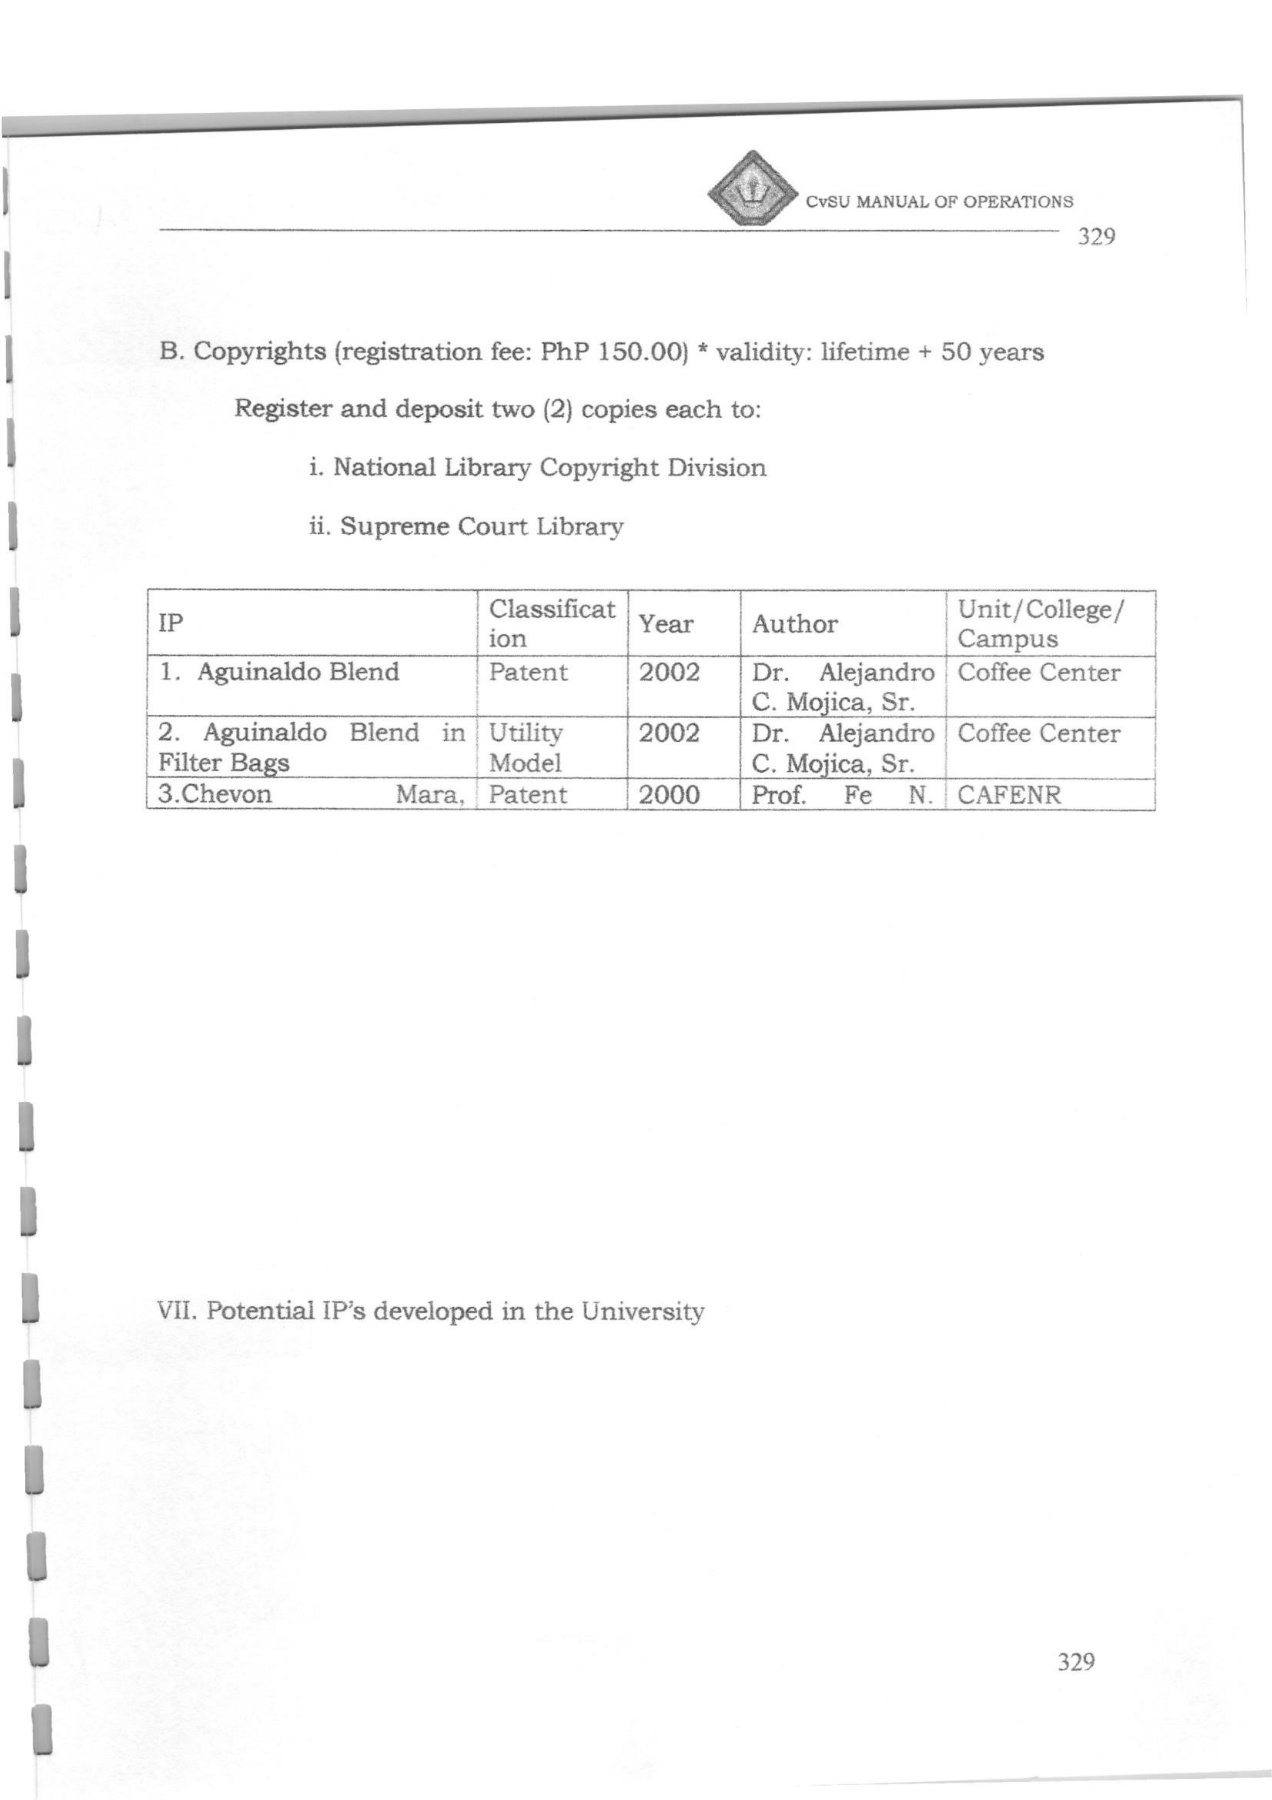 CvSU MANUAL OF OPERATIONS
329
B. Copyrights (registration fee: PhP 150.00) * validity: lifetime + 50 years
Register and deposit two (2) copies each to:
i. National Library Copyright Division
ii. Supreme Court Library
IP Classificat ion Year Author Unit/College/ Campus
1. Aguinaldo Blend Patent 2002 Dr. Alejandro C. Mojica, Sr. Coffee Center
2. Aguinaldo Blend in Filter Bags Utility Model 2002 Dr. Alejandro C. Mojica, Sr. Coffee Center
3.Chevon Mara, Patent 2000 Prof. Fe N. CAFENR
VII. Potential IP's developed in the University
329